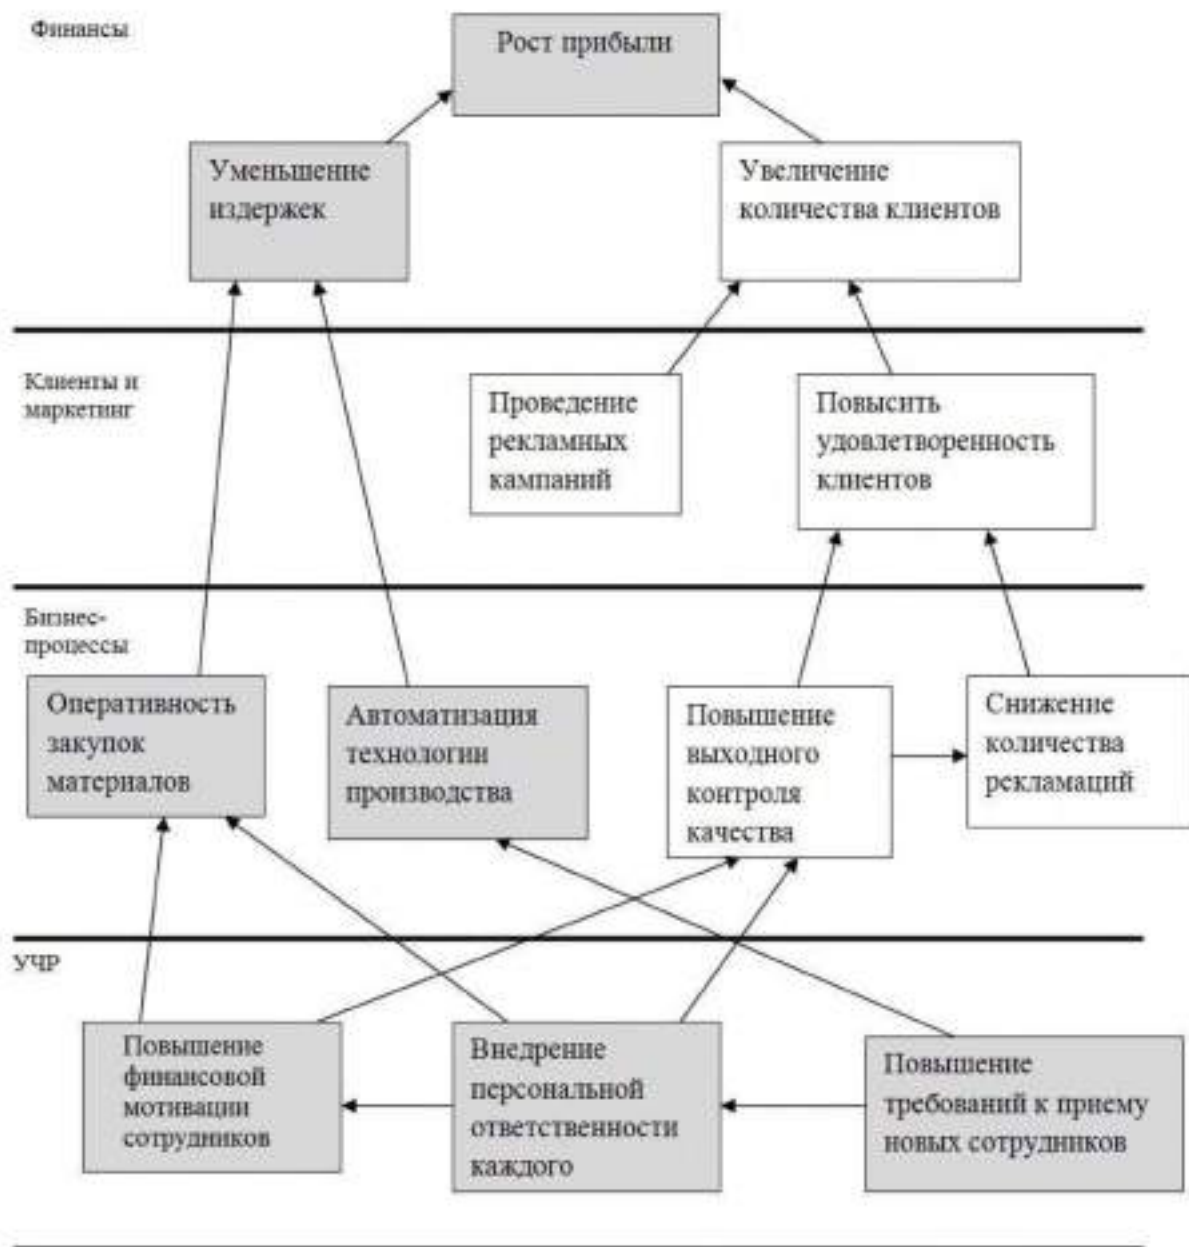 Финансы
Рост прибыли
Уменьшение
издержек
Увеличение
количества клиентов
Клиенты и
маркетинг
Проведение
рекламных
кампаний
Повысить
удовлетворенность
клиентов
Бизнес-
процессы
Оперативность
закупок
материалов
Автоматизация
технологии
производства
Повышение
выходного
контроля
качества
Снижение
количества
рекламаций
УЧР
Повышение
финансовой
мотивации
сотрудников
Внедрение
персональной
ответственности
каждого
Повышение
требований к приему
новых сотрудников